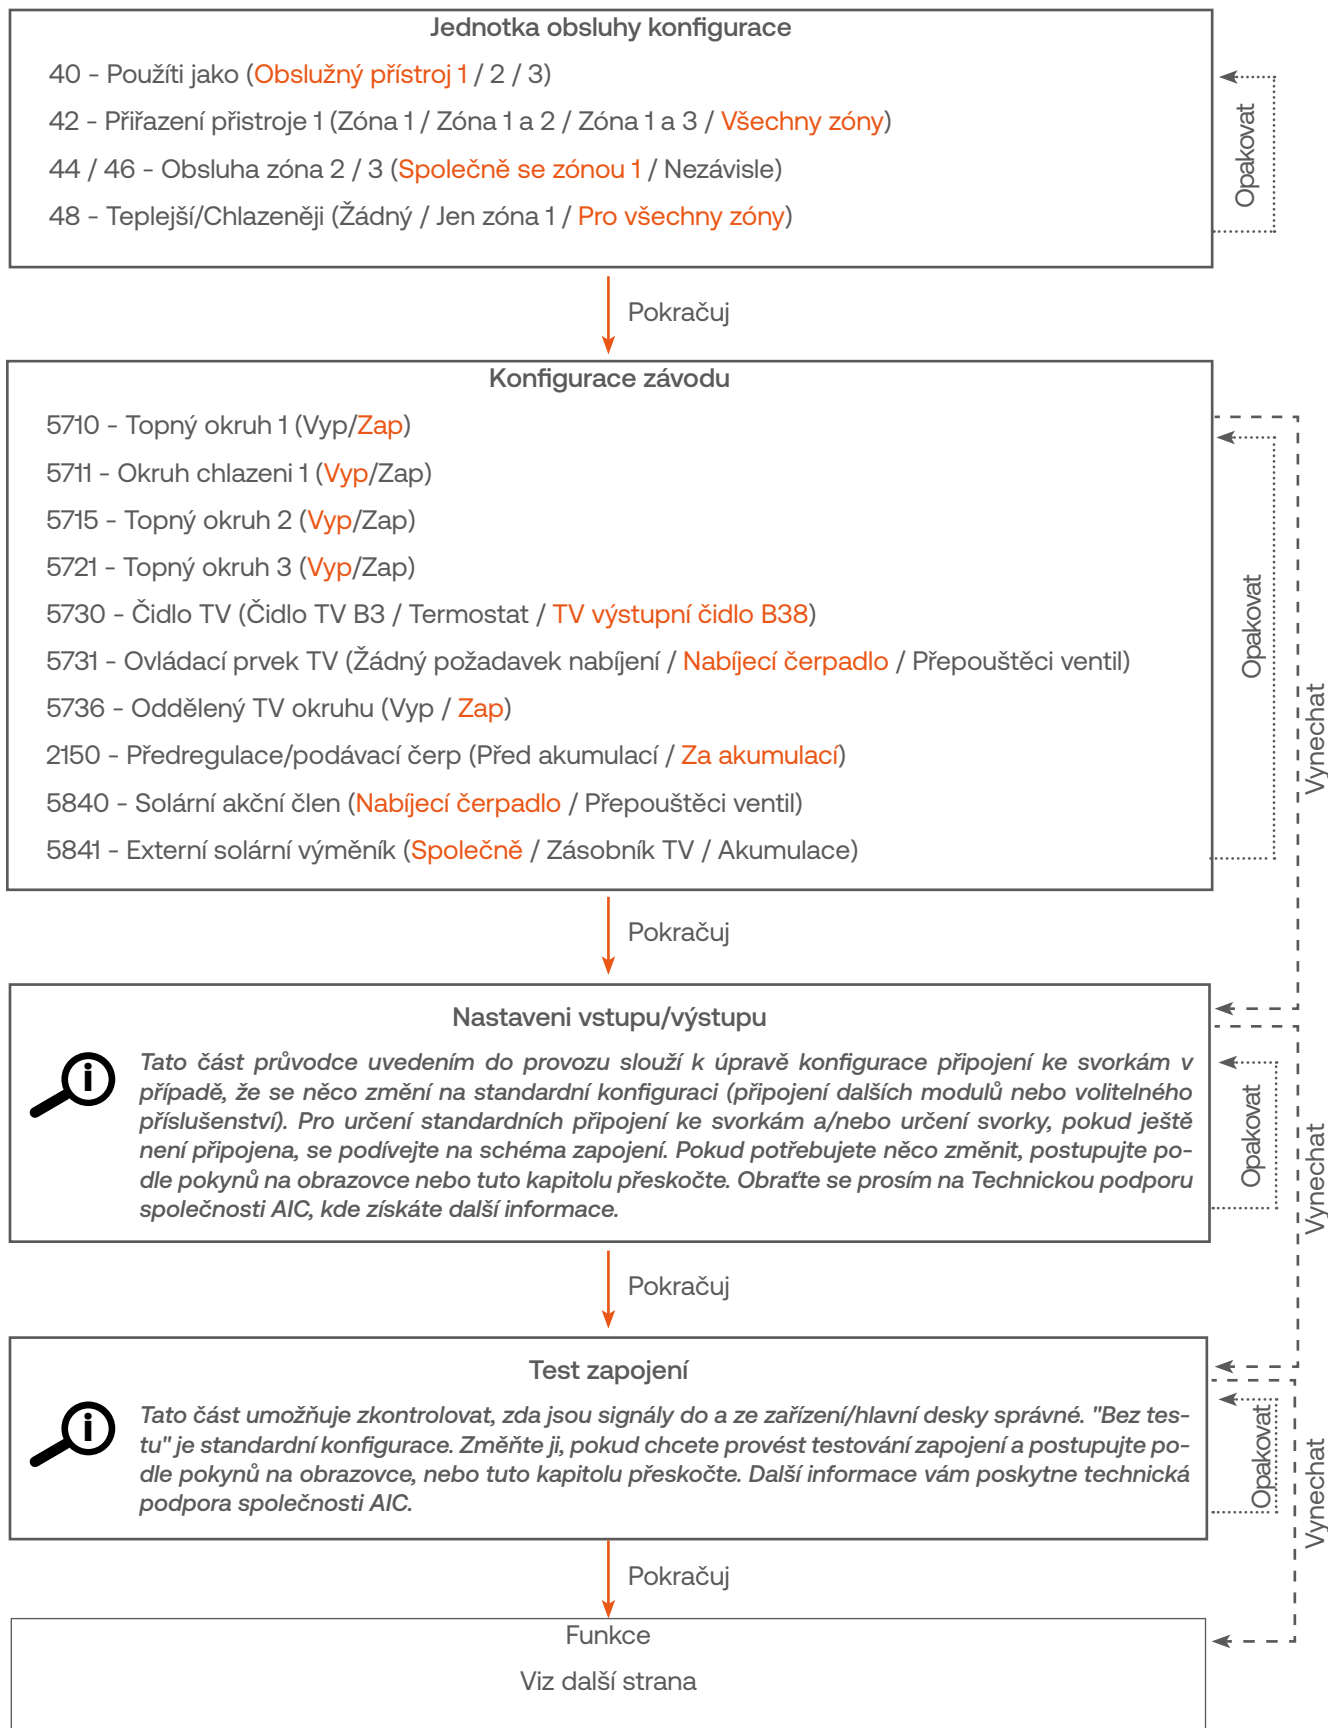 Jednotka obsluhy konfigurace
40 - Použíti jako (Obslužný přístroj 1 / 2 / 3)
42 - Přiřazení přistroje 1 (Zóna 1 / Zóna 1 a 2 / Zóna 1 a 3 / Všechny zóny)
44 / 46 - Obsluha zóna 2 / 3 (Společně se zónou 1 / Nezávisle)
48 - Teplejší/Chlazeněji (Žádný / Jen zóna 1 / Pro všechny zóny)
Opakovat
Pokračuj
Konfigurace závodu
5710 - Topný okruh 1 (Vyp/Zap)
5711 - Okruh chlazeni 1 (Vyp/Zap)
5715 - Topný okruh 2 (Vyp/Zap)
5721 - Topný okruh 3 (Vyp/Zap)
5730 - Čidlo TV (Čidlo TV B3 / Termostat / TV výstupní čidlo B38)
5731 - Ovládací prvek TV (Žádný požadavek nabíjení / Nabíjecí čerpadlo / Přepouštěci ventil)
5736 - Oddělený TV okruhu (Vyp / Zap)
2150 - Předregulace/podávací čerp (Před akumulací / Za akumulací)
5840 - Solární akční člen (Nabíjecí čerpadlo / Přepouštěci ventil)
5841 - Externí solární výměník (Společně / Zásobník TV / Akumulace)
Opakovat
Vynechat
Pokračuj
Nastaveni vstupu/výstupu
Tato část průvodce uvedením do provozu slouží k úpravě konfigurace připojení ke svorkám v
případě, že se něco změní na standardní konfiguraci (připojení dalších modulů nebo volitelného
příslušenství). Pro určení standardních připojení ke svorkám a/nebo určení svorky, pokud ještě
není připojena, se podívejte na schéma zapojení. Pokud potřebujete něco změnit, postupujte po-
dle pokynů na obrazovce nebo tuto kapitolu přeskočte. Obraťte se prosím na Technickou podporu
společnosti AIC, kde získáte další informace.
Opakovat
Vynechat
Pokračuj
Test zapojení
Tato část umožňuje zkontrolovat, zda jsou signály do a ze zařízení/hlavní desky správné. "Bez tes-
tu" je standardní konfigurace. Změňte ji, pokud chcete provést testování zapojení a postupujte po-
dle pokynů na obrazovce, nebo tuto kapitolu přeskočte. Další informace vám poskytne technická
podpora společnosti AIC.
Opakovat
Vynechat
Pokračuj
Funkce
Viz další strana